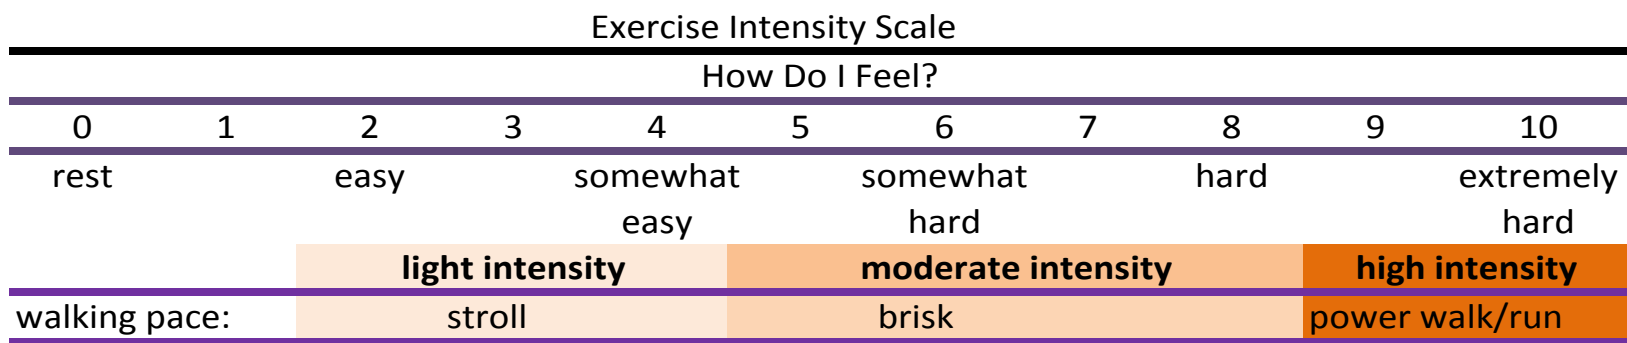 Exercise Intensity Scale
How Do I Feel?
0 1 2 3 4 5 6 7 8 9 10
rest easy somewhat somewhat hard extremely
easy hard hard
light intensity moderate intensity high intensity
walking pace: stroll brisk power walk/run